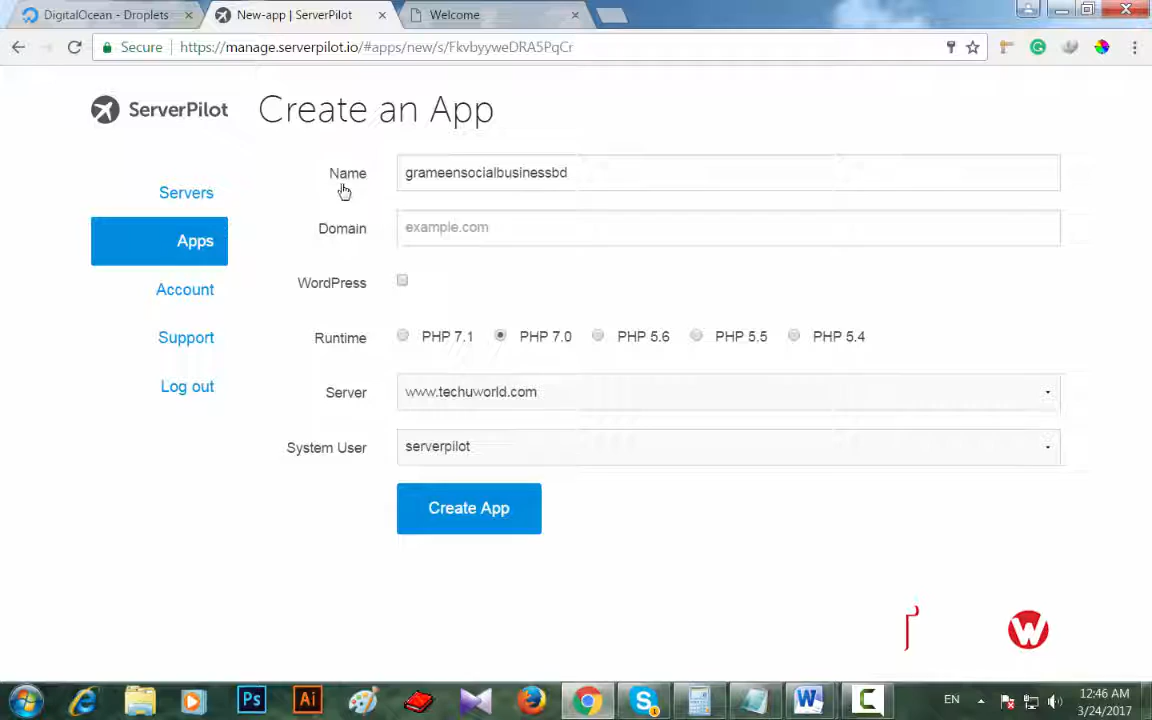 DigitalOcean - Droplets
New-app | ServerPilot
Welcome
Secure
https://manage.serverpilot.io/#apps/new/s/FkvbyyweDRA5PqCr
ServerPilot
Create an App
Name
grameensocialbusinessbd
Servers
Domain
example.com
Apps
WordPress
Account
Runtime
PHP 7.1
PHP 7.0
PHP 5.6
PHP 5.5
PHP 5.4
Support
Log out
Server
www.techuworld.com
System User
serverpilot
Create App
W
Ps
Ai
S
W
C
EN
12:46 AM
3/24/2017